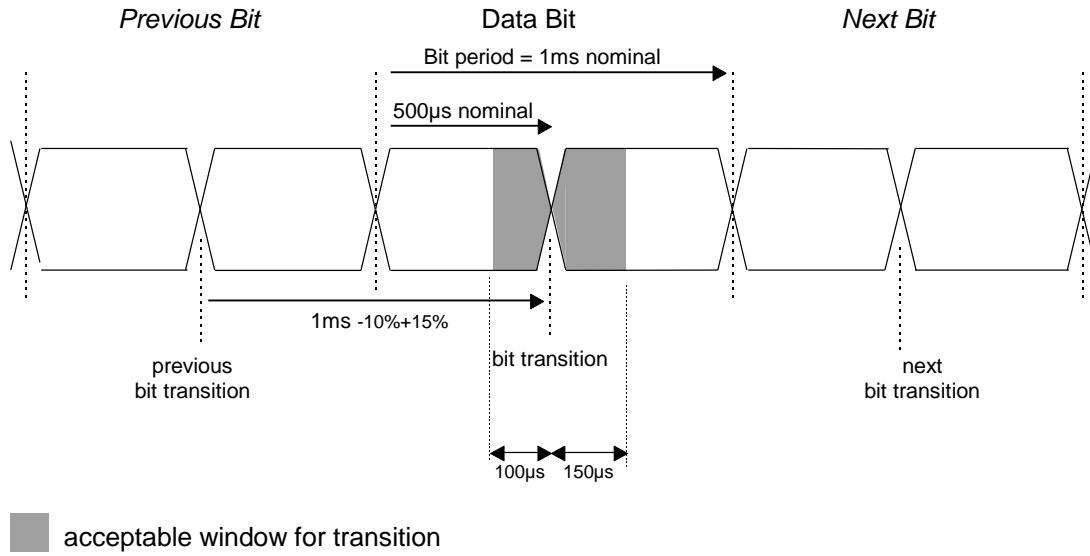 Previous Bit
Data Bit
Next Bit
Bit period = 1ms nominal
500µs nominal
1ms -10%+15%
previous
bit transition
bit transition
next
bit transition
100µs
150µs
acceptable window for transition